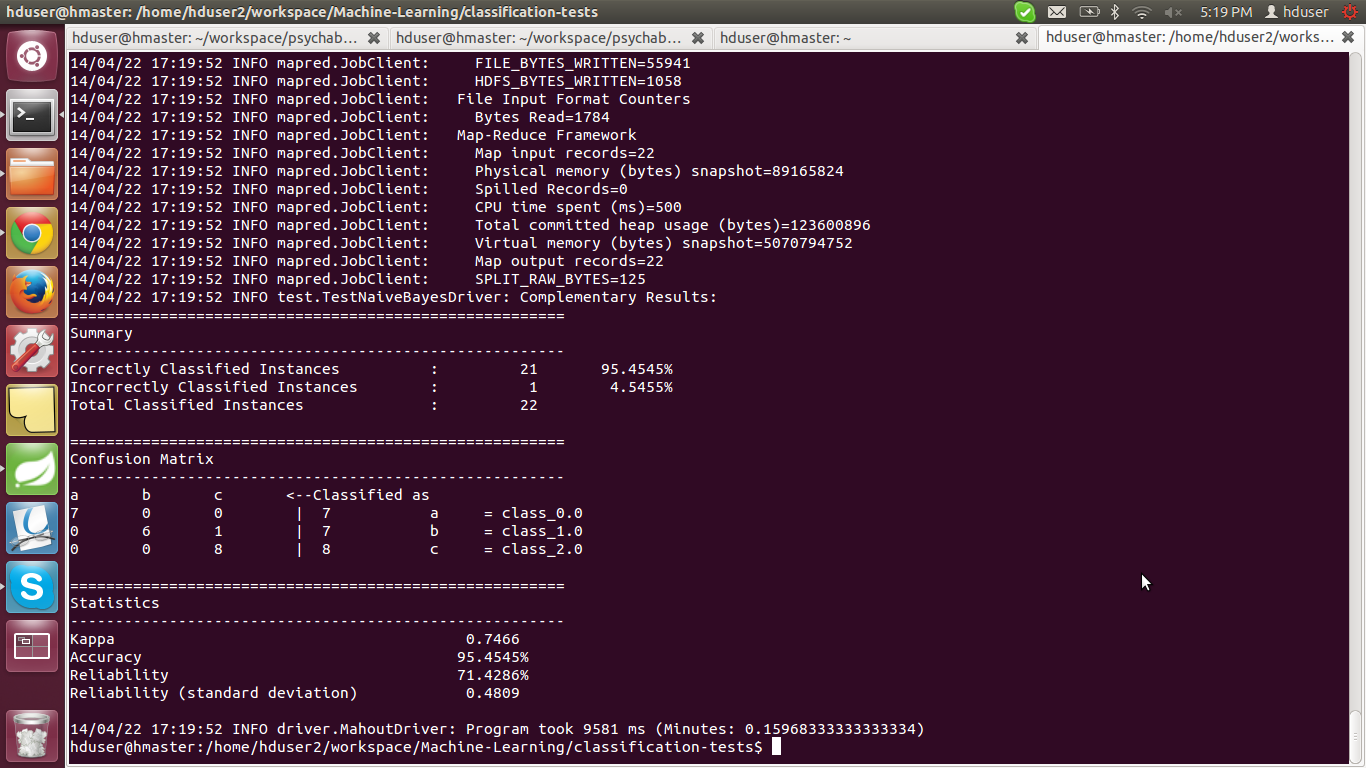 hduser@hmaster: /home/hduser2/workspace/Machine-Learning/classification-tests
5:19 PM
hduser
hduser@hmaster: ~/workspace/psychab...
hduser@hmaster: ~/workspace/psychab...
hduser@hmaster: ~
hduser@hmaster: /home/hduser2/works...
14/04/22 17:19:52 INFO mapred.JobClient:     FILE_BYTES_WRITTEN=55941
14/04/22 17:19:52 INFO mapred.JobClient:     HDFS_BYTES_WRITTEN=1058
14/04/22 17:19:52 INFO mapred.JobClient:   File Input Format Counters
14/04/22 17:19:52 INFO mapred.JobClient:     Bytes Read=1784
14/04/22 17:19:52 INFO mapred.JobClient:   Map-Reduce Framework
14/04/22 17:19:52 INFO mapred.JobClient:     Map input records=22
14/04/22 17:19:52 INFO mapred.JobClient:     Physical memory (bytes) snapshot=89165824
14/04/22 17:19:52 INFO mapred.JobClient:     Spilled Records=0
14/04/22 17:19:52 INFO mapred.JobClient:     CPU time spent (ms)=500
14/04/22 17:19:52 INFO mapred.JobClient:     Total committed heap usage (bytes)=123600896
14/04/22 17:19:52 INFO mapred.JobClient:     Virtual memory (bytes) snapshot=5070794752
14/04/22 17:19:52 INFO mapred.JobClient:     Map output records=22
14/04/22 17:19:52 INFO mapred.JobClient:     SPLIT_RAW_BYTES=125
14/04/22 17:19:52 INFO test.TestNaiveBayesDriver: Complementary Results:
=======================================================
Summary
-------------------------------------------------------
Correctly Classified Instances          :         21       95.4545%
Incorrectly Classified Instances        :          1        4.5455%
Total Classified Instances              :         22
=======================================================
Confusion Matrix
-------------------------------------------------------
a       b       c       <--Classified as
7       0       0        |  7           a     = class_0.0
0       6       1        |  7           b     = class_1.0
0       0       8        |  8           c     = class_2.0
=======================================================
Statistics
-------------------------------------------------------
Kappa                                       0.7466
Accuracy                                   95.4545%
Reliability                                71.4286%
Reliability (standard deviation)            0.4809
14/04/22 17:19:52 INFO driver.MahoutDriver: Program took 9581 ms (Minutes: 0.15968333333333334)
hduser@hmaster:/home/hduser2/workspace/Machine-Learning/classification-tests$